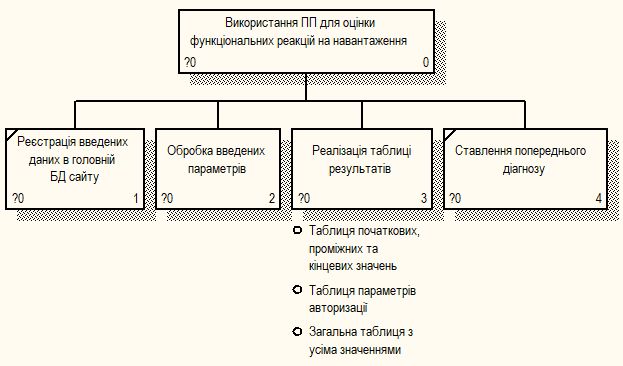 Використання ПП для оцінки
функціональних реакцій на навантаження
?0
0
Реєстрація введених
даних в головній
БД сайту
?0
1
Обробка введених
параметрів
?0
2
Реалізація таблиці
результатів
?0
3
Ставлення попереднього
діагнозу
?0
4
Таблиця початкових,
проміжних та
кінцевих значень
Таблиця параметрів
авторизації
Загальна таблиця з
усіма значеннями